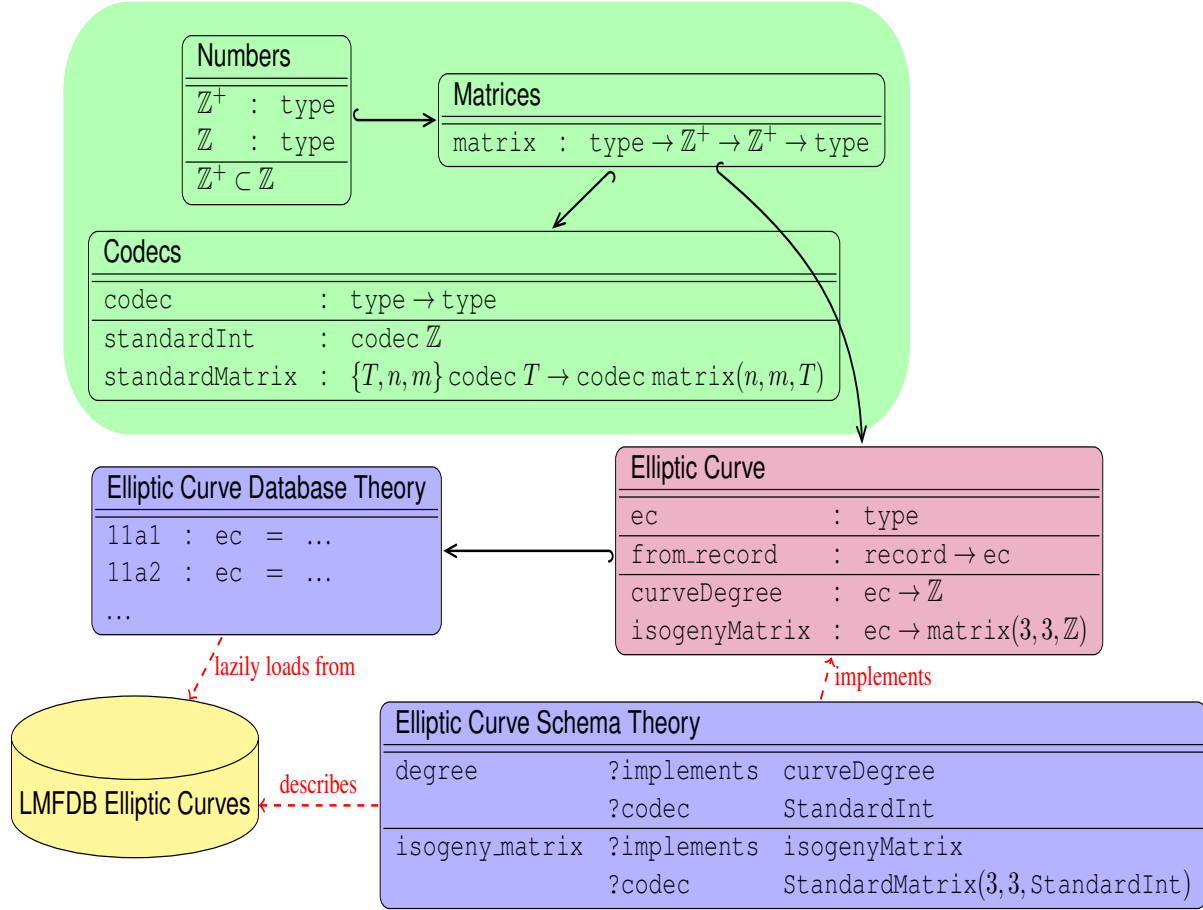 Numbers
ℤ⁺ : type
ℤ : type
ℤ⁺ ⊂ ℤ
Matrices
matrix : type → ℤ⁺ → ℤ⁺ → type
Codecs
codec : type → type
standardInt : codec ℤ
standardMatrix : {T, n, m} codec T → codec matrix(n, m, T)
Elliptic Curve Database Theory
11a1 : ec = ...
11a2 : ec = ...
...
Elliptic Curve
ec : type
from_record : record → ec
curveDegree : ec → ℤ
isogenyMatrix : ec → matrix(3, 3, ℤ)
lazily loads from
implements
LMFDB Elliptic Curves
describes
Elliptic Curve Schema Theory
degree ?implements curveDegree
?codec StandardInt
isogeny_matrix ?implements isogenyMatrix
?codec StandardMatrix(3, 3, StandardInt)